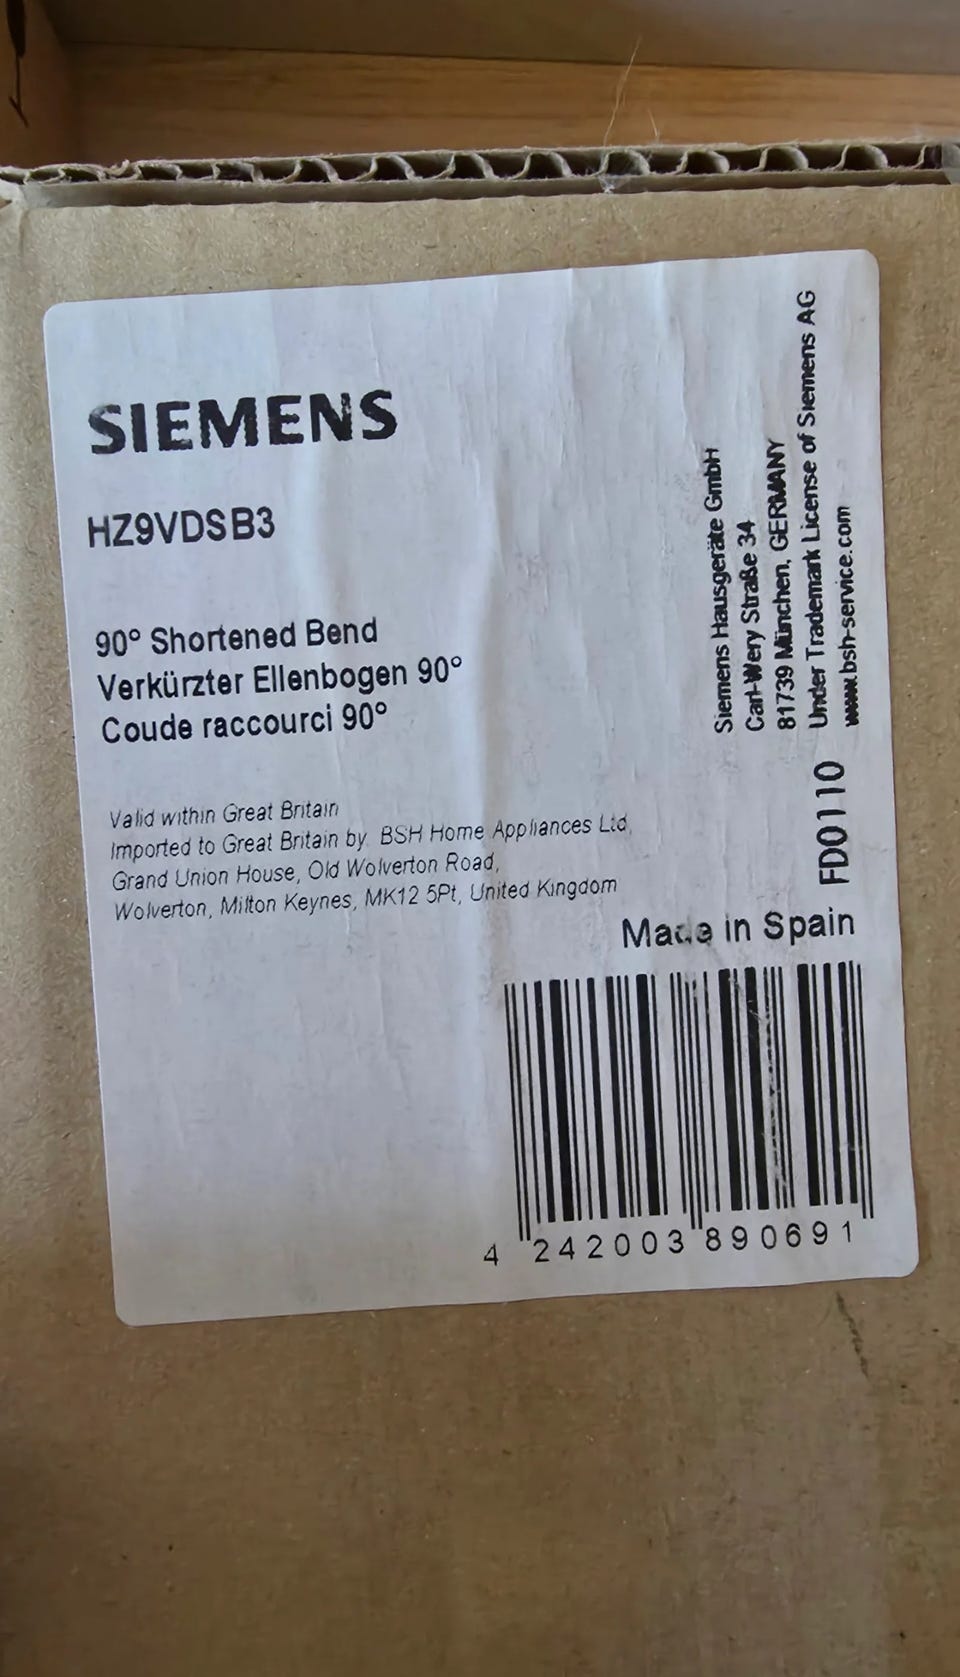 SIEMENS
HZ9VDSB3
90° Shortened Bend
Verkürzter Ellenbogen 90°
Coude raccourci 90°
Valid within Great Britain
Imported to Great Britain by BSH Home Appliances Ltd,
Grand Union House, Old Wolverton Road,
Wolverton, Milton Keynes, MK12 5Pt, United Kingdom
Siemens Hausgeräte GmbH
Carl-Wery Straße 34
81739 München, GERMANY
Under Trademark License of Siemens AG
www.bsh-service.com
FD0110
Made in Spain
4 242003 890691